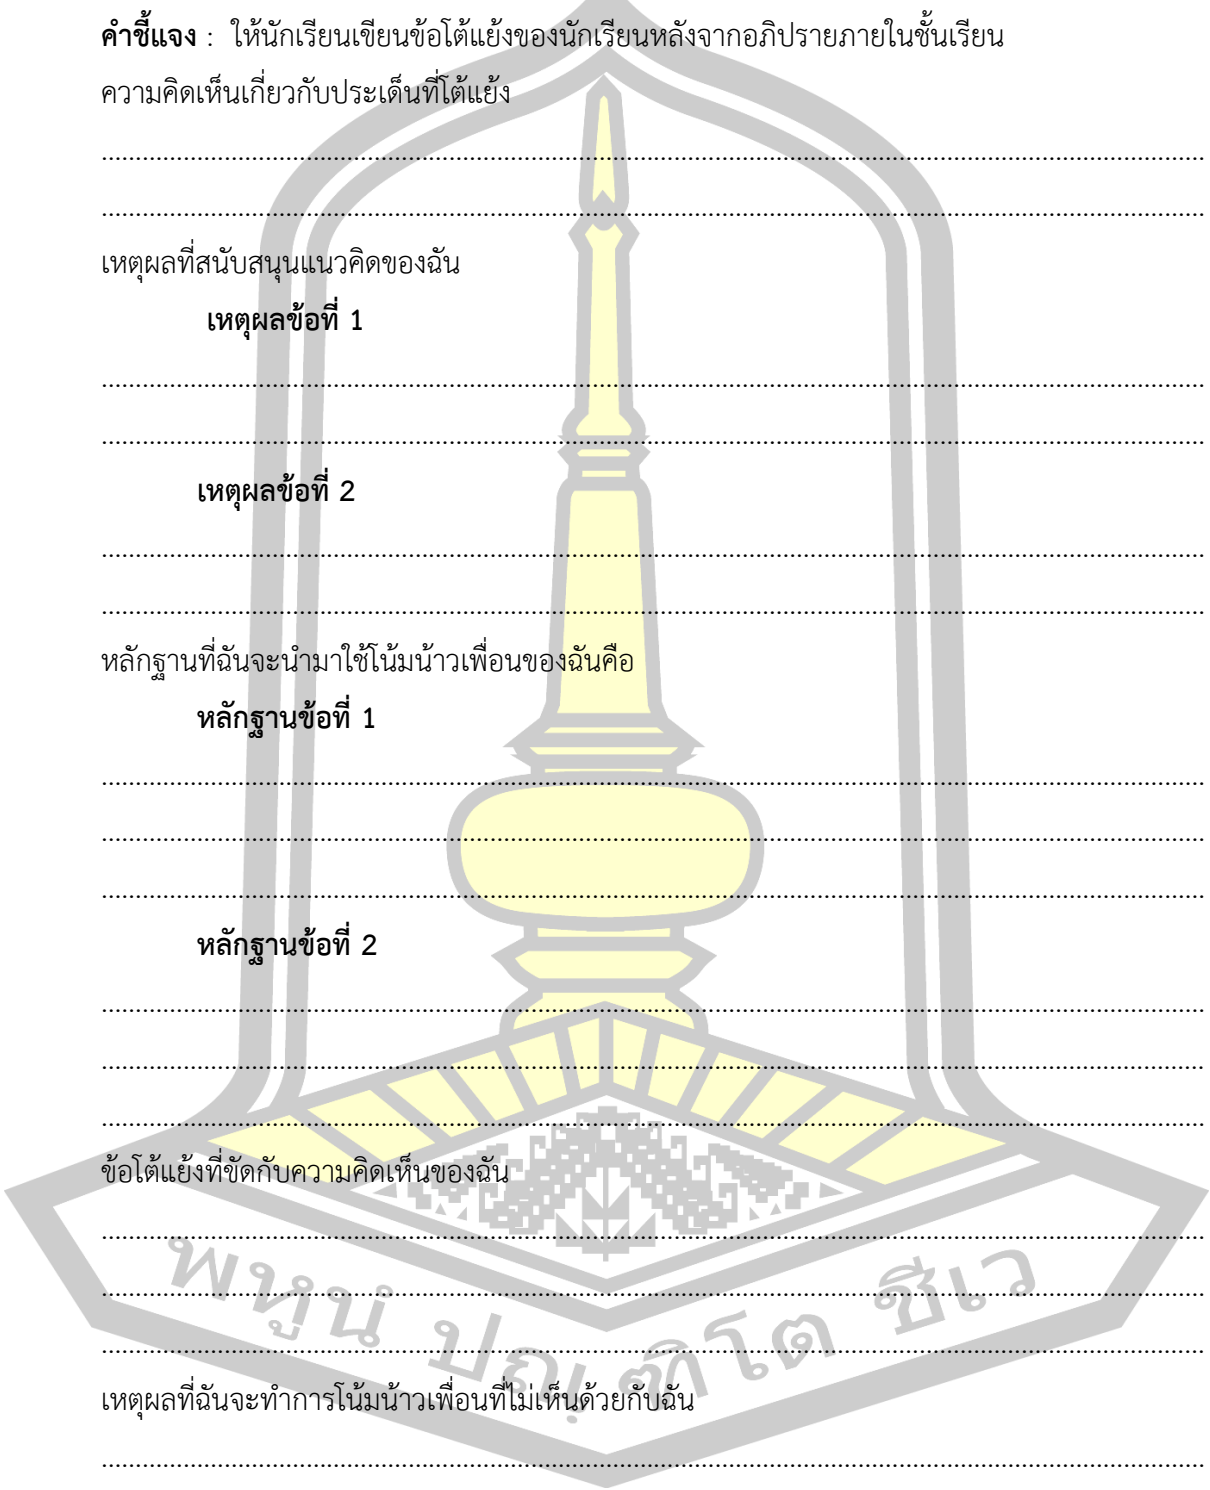 คำชี้แจง : ให้นักเรียนเขียนข้อโต้แย้งของนักเรียนหลังจากอภิปรายภายในชั้นเรียน
ความคิดเห็นเกี่ยวกับประเด็นที่โต้แย้ง
เหตุผลที่สนับสนุนแนวคิดของฉัน
เหตุผลข้อที่ 1
เหตุผลข้อที่ 2
หลักฐานที่ฉันจะนำมาใช้โน้มน้าวเพื่อนของฉันคือ
หลักฐานข้อที่ 1
หลักฐานข้อที่ 2
ข้อโต้แย้งที่ขัดกับความคิดเห็นของฉัน
พหูนํ ปณฺฑิโต ชีเว
เหตุผลที่ฉันจะทำการโน้มน้าวเพื่อนที่ไม่เห็นด้วยกับฉัน